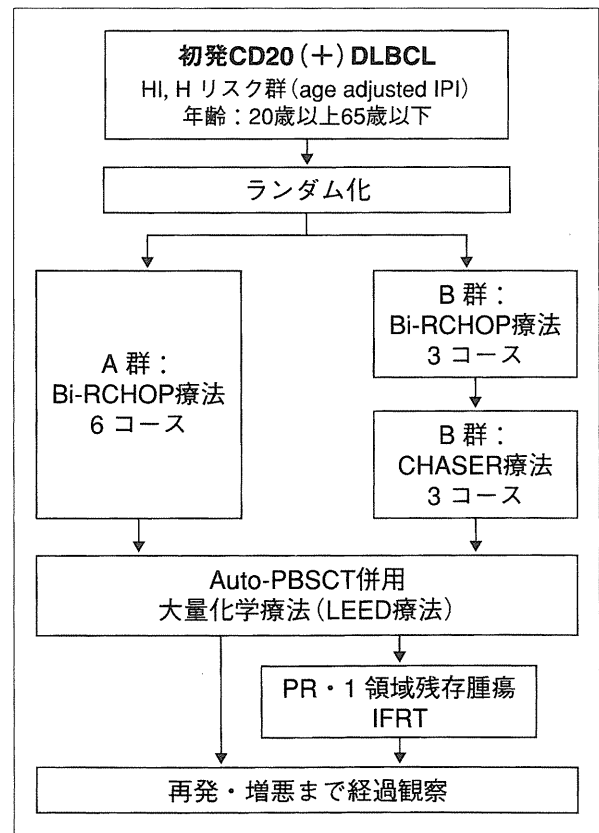 初発CD20(+)DLBCL
HI, H リスク群(age adjusted IPI)
年齢:20歳以上65歳以下
ランダム化
A 群:
Bi-RCHOP療法
6 コース
B 群:
Bi-RCHOP療法
3 コース
B 群:
CHASER療法
3 コース
Auto-PBSCT併用
大量化学療法(LEED療法)
PR・1 領域残存腫瘍
IFRT
再発・増悪まで経過観察